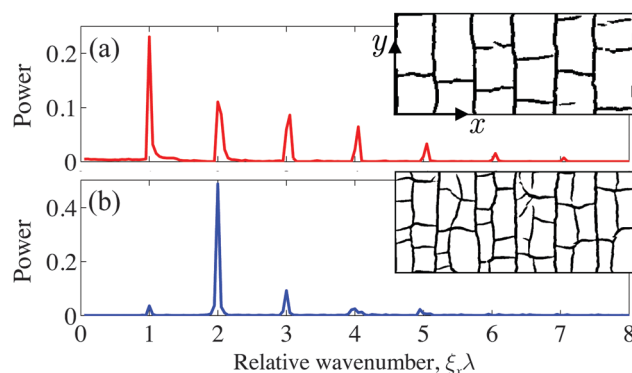 (a)
Power
0.2
0.1
0
y
x
(b)
Power
0.4
0.2
0
0 1 2 3 4 5 6 7 8
Relative wavenumber, ξₓλ